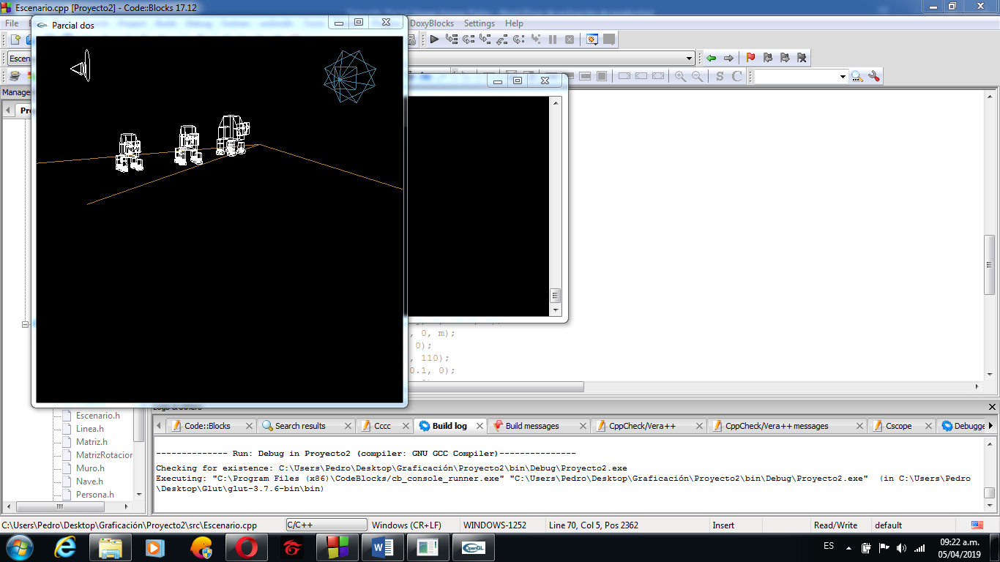 Escenario.cpp [Proyecto2] - Code::Blocks 17.12
Parcial dos
File
DoxyBlocks Settings Help
Escen
S C
Manage
Pro
, 0, m);
0);
, 110);
0.1, 0);
Escenario.h
Linea.h
Matriz.h
MatrizRotacion
Muro.h
Nave.h
Persona.h
Logs & others
Code::Blocks Search results Cccc Build log Build messages CppCheck/Vera++ CppCheck/Vera++ messages Cscope Debugge
-------------- Run: Debug in Proyecto2 (compiler: GNU GCC Compiler)---------------
Checking for existence: C:\Users\Pedro\Desktop\Graficación\Proyecto2\bin\Debug\Proyecto2.exe
Executing: "C:\Program Files (x86)\CodeBlocks/cb_console_runner.exe" "C:\Users\Pedro\Desktop\Graficación\Proyecto2\bin\Debug\Proyecto2.exe"  (in C:\Users\Pedro
\Desktop\Glut\glut-3.7.6-bin\bin)
C:\Users\Pedro\Desktop\Graficación\Proyecto2\src\Escenario.cpp C/C++ Windows (CR+LF) WINDOWS-1252 Line 70, Col 5, Pos 2362 Insert Read/Write default
OpenGL
ES
09:22 a.m.
05/04/2019